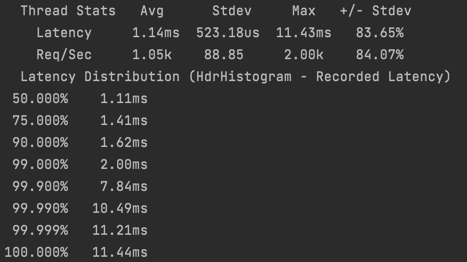 Thread Stats   Avg      Stdev     Max   +/- Stdev
Latency     1.14ms  523.18us  11.43ms   83.65%
Req/Sec     1.05k    88.85     2.00k    84.07%
Latency Distribution (HdrHistogram - Recorded Latency)
50.000%    1.11ms
75.000%    1.41ms
90.000%    1.62ms
99.000%    2.00ms
99.900%    7.84ms
99.990%   10.49ms
99.999%   11.21ms
100.000%   11.44ms